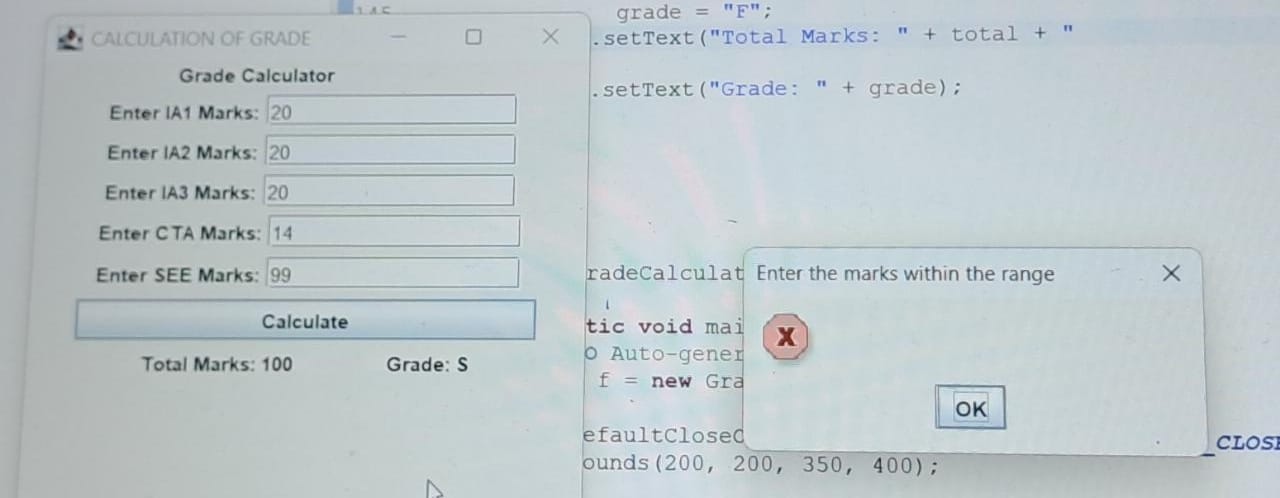 CALCULATION OF GRADE
Grade Calculator
Enter IA1 Marks: 20
Enter IA2 Marks: 20
Enter IA3 Marks: 20
Enter CTA Marks: 14
Enter SEE Marks: 99
Calculate
Total Marks: 100 Grade: S
grade = "F";
.setText("Total Marks: " + total + "
.setText("Grade: " + grade);
radeCalculat
tic void mai
o Auto-gener
f = new Gra
efaultCloseO
_CLOSE
ounds(200, 200, 350, 400);
Enter the marks within the range
X
OK